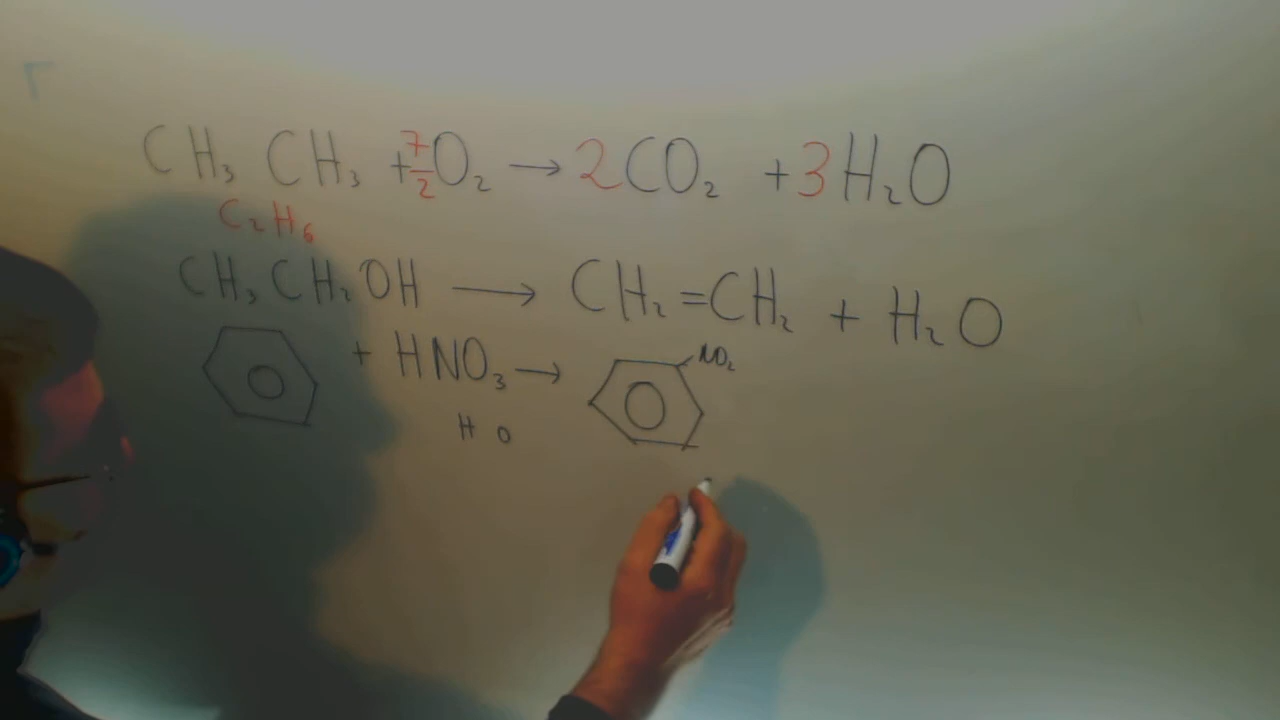 CH₃ CH₃ + 7/2 O₂ → 2CO₂ + 3H₂O
C₂H₆
CH₃CH₂OH → CH₂=CH₂ + H₂O
+ HNO₃ → NO₂
H O